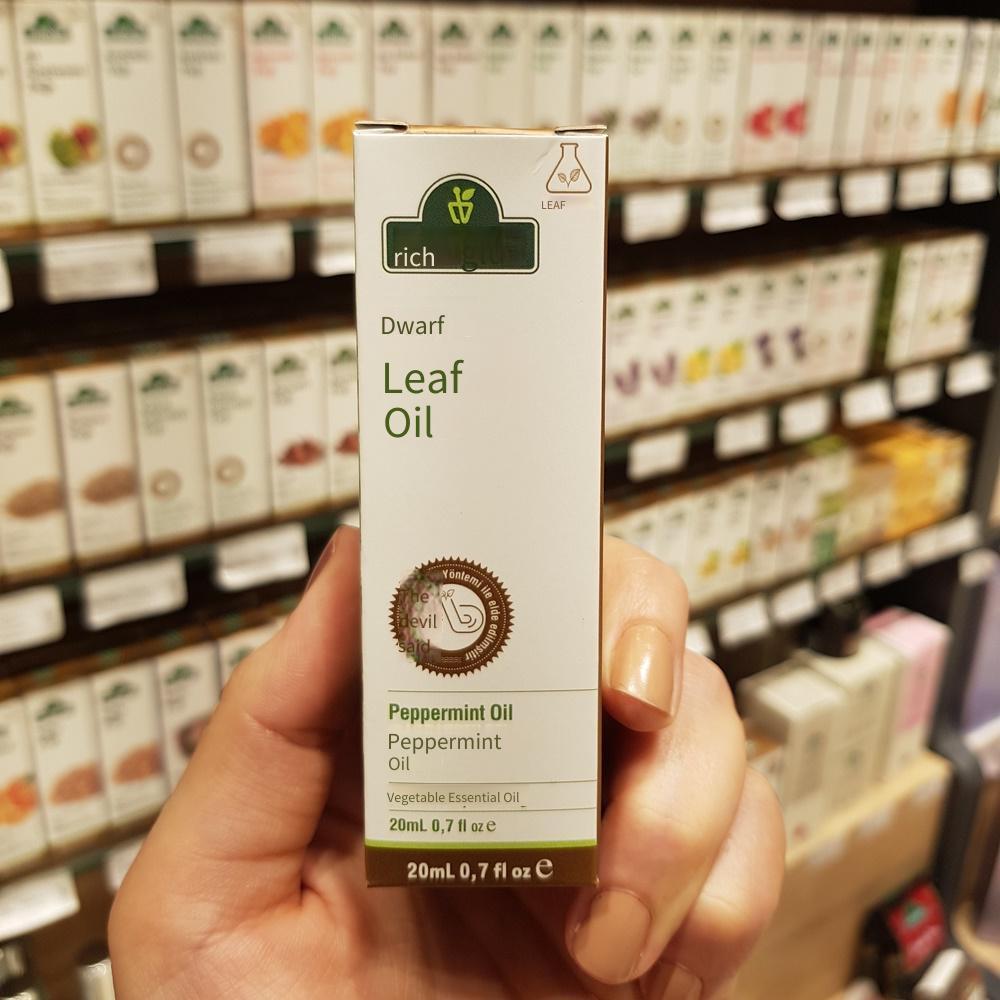 LEAF
rich
Dwarf
Leaf
Oil
The
devil
said
Yöntemi ile elde edilmiştir
Peppermint Oil
Peppermint
Oil
Vegetable Essential Oil
20mL 0,7 fl oz e
20mL 0,7 fl oz e